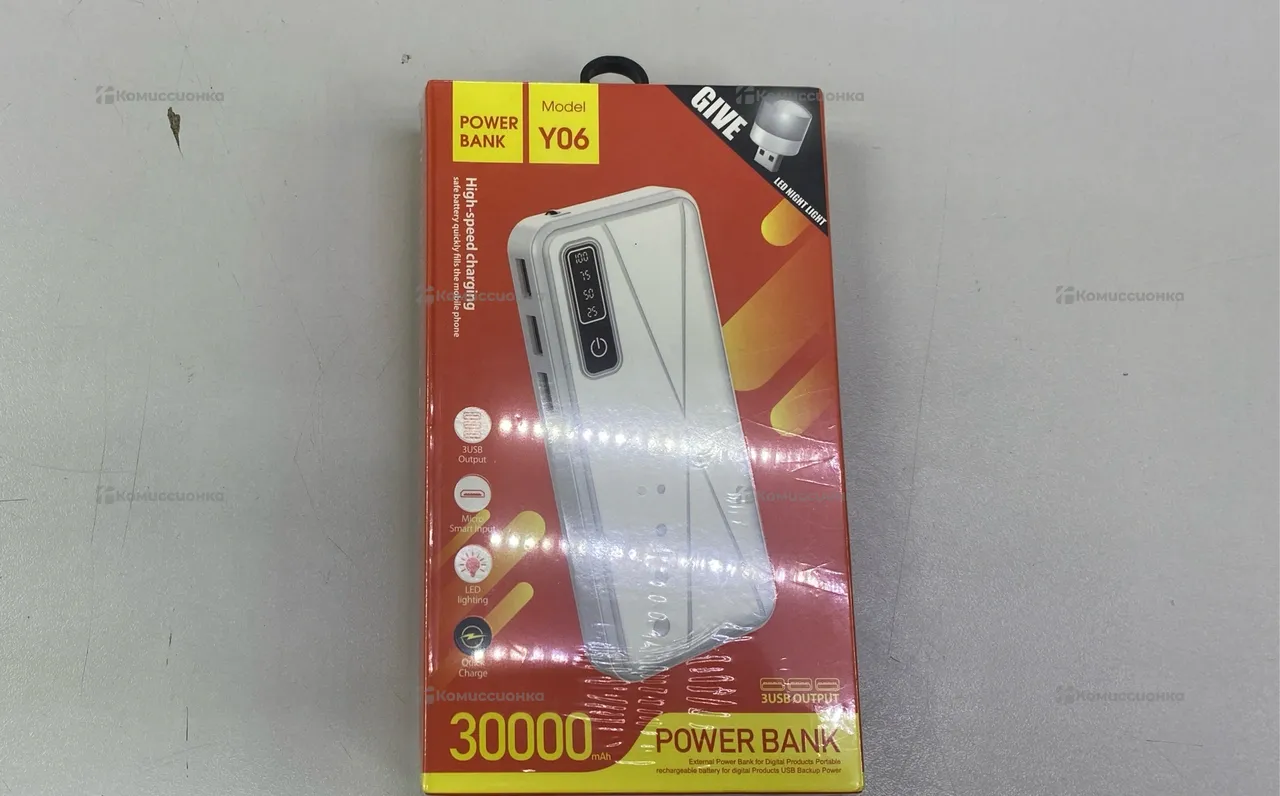 POWER
BANK
Model
Y06
GIVE
LED NIGHT LIGHT
High-speed charging
safe battery quickly fills the mobile phone
100
75
50
25
3USB
Output
Micro
Smart Input
LED
lighting
Quick
Charge
3USB OUTPUT
30000mAh
POWER BANK
External Power Bank for Digital Products Portable
rechargeable battery for digital Products USB Backup Power
Комиссионка
Комиссионка
Комиссионка
Комиссионка
Комиссионка
Комиссионка
Комиссионка
Комиссионка